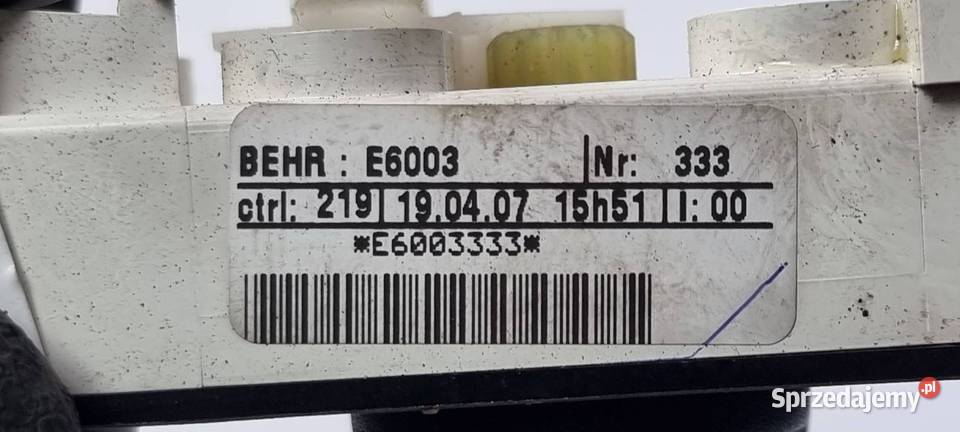 BEHR : E6003 Nr: 333
ctrl: 219 19.04.07 15h51 I: 00
*E6003333*
Sprzedajemy.pl